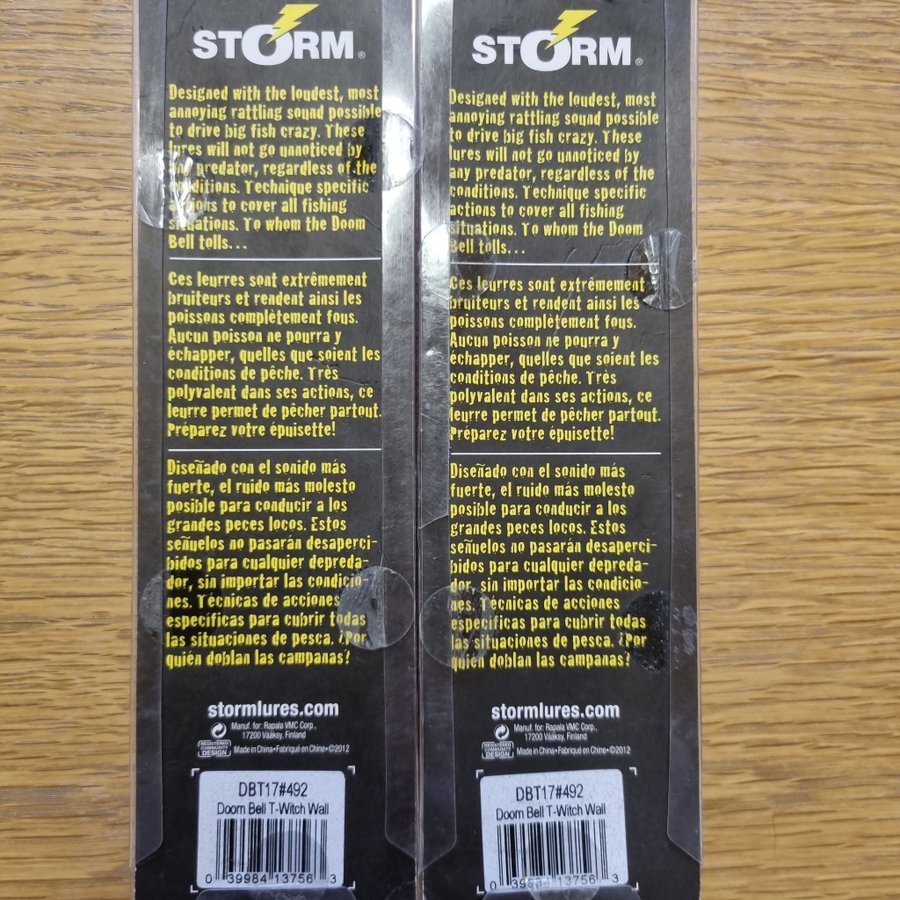 STORM®
Designed with the loudest, most
annoying rattling sound possible
to drive big fish crazy. These
lures will not go unnoticed by
any predator, regardless of the
conditions. Technique specific
actions to cover all fishing
situations. To whom the Doom
Bell tolls...
Ces leurres sont extrêmement
bruiteurs et rendent ainsi les
poissons complètement fous.
Aucun poisson ne pourra y
échapper, quelles que soient les
conditions de pêche. Très
polyvalent dans ses actions, ce
leurre permet de pêcher partout.
Préparez votre épuisette!
Diseñado con el sonido más
fuerte, el ruido más molesto
posible para conducir a los
grandes peces locos. Estos
señuelos no pasarán desaperci-
bidos para cualquier depreda-
dor, sin importar las condicio-
nes. Técnicas de acciones
especificas para cubrir todas
las situaciones de pesca. ¿Por
quién doblan las campanas?
stormlures.com
Manuf. for: Rapala VMC Corp.,
17200 Vääksy, Finland
REGISTERED
COMMUNITY
DESIGN
Made in China•Fabriqué en Chine•©2012
DBT17#492
Doom Bell T-Witch Wall
0 39984 13756 3
STORM®
Designed with the loudest, most
annoying rattling sound possible
to drive big fish crazy. These
lures will not go unnoticed by
any predator, regardless of the
conditions. Technique specific
actions to cover all fishing
situations. To whom the Doom
Bell tolls...
Ces leurres sont extrêmement
bruiteurs et rendent ainsi les
poissons complètement fous.
Aucun poisson ne pourra y
échapper, quelles que soient les
conditions de pêche. Très
polyvalent dans ses actions, ce
leurre permet de pêcher partout.
Préparez votre épuisette!
Diseñado con el sonido más
fuerte, el ruido más molesto
posible para conducir a los
grandes peces locos. Estos
señuelos no pasarán desaperci-
bidos para cualquier depreda-
dor, sin importar las condicio-
nes. Técnicas de acciones
especificas para cubrir todas
las situaciones de pesca. ¿Por
quién doblan las campanas?
stormlures.com
Manuf. for: Rapala VMC Corp.,
17200 Vääksy, Finland
REGISTERED
COMMUNITY
DESIGN
Made in China•Fabriqué en Chine•©2012
DBT17#492
Doom Bell T-Witch Wall
0 39984 13756 6